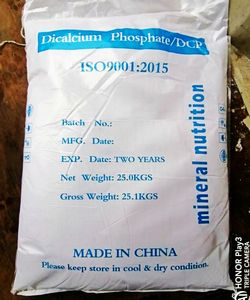 Dicalcium Phosphate/DCP
ISO9001:2015
Batch No.:
MFG. Date:
EXP. Date: TWO YEARS
Net Weight: 25.0KGS
Gross Weight: 25.1KGS
mineral nutrition
MADE IN CHINA
Please keep store in cool & dry condition.
HONOR Play3
TRIPLE CAMERA